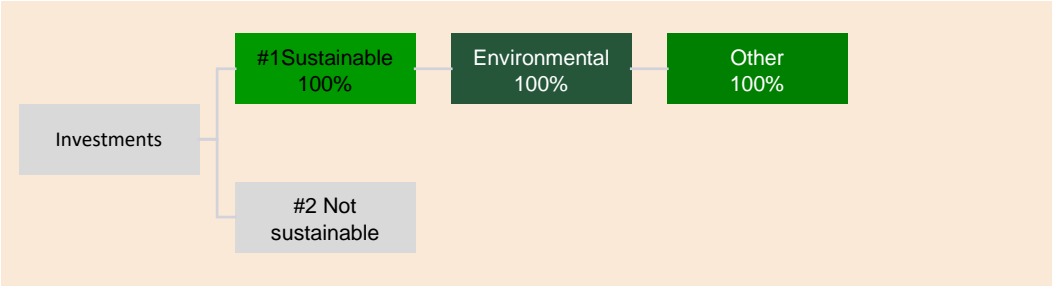 #1Sustainable
100%
Environmental
100%
Other
100%
Investments
#2 Not
sustainable